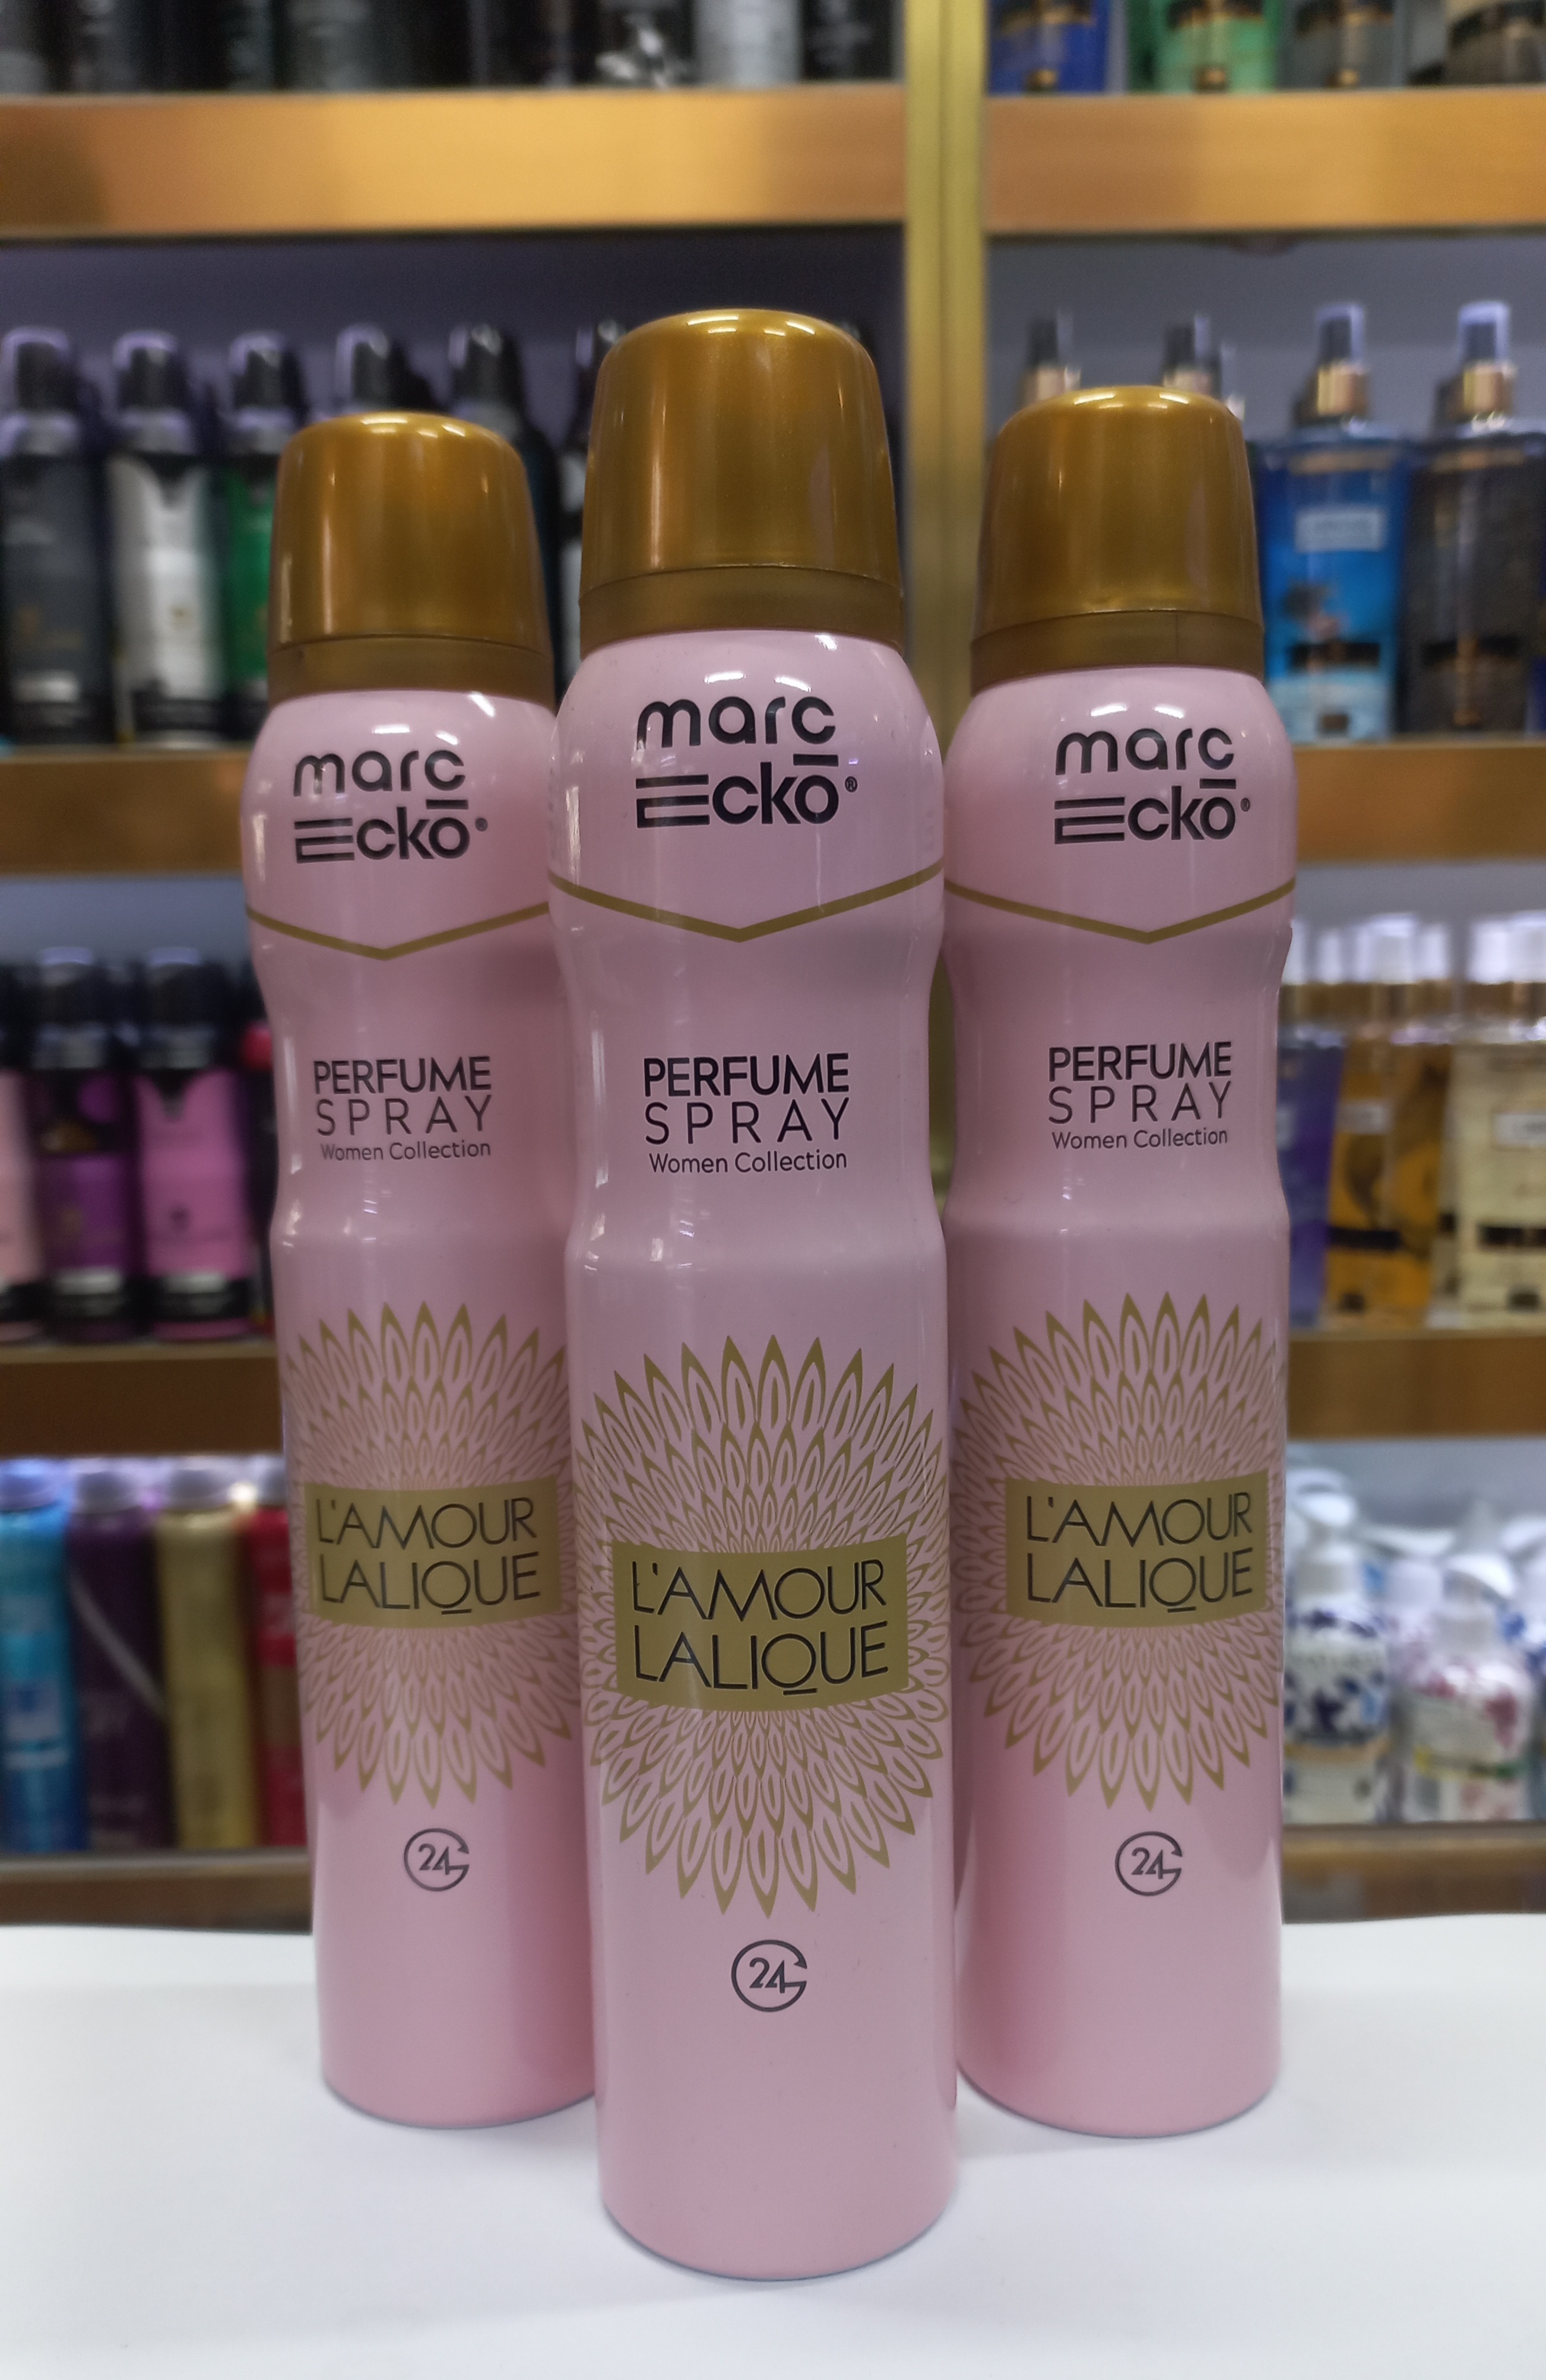 marc
Ecko®
PERFUME
SPRAY
Women Collection
L'AMOUR
LALIQUE
24
marc
Ecko®
PERFUME
SPRAY
Women Collection
L'AMOUR
LALIQUE
24
marc
Ecko®
PERFUME
SPRAY
Women Collection
L'AMOUR
LALIQUE
24